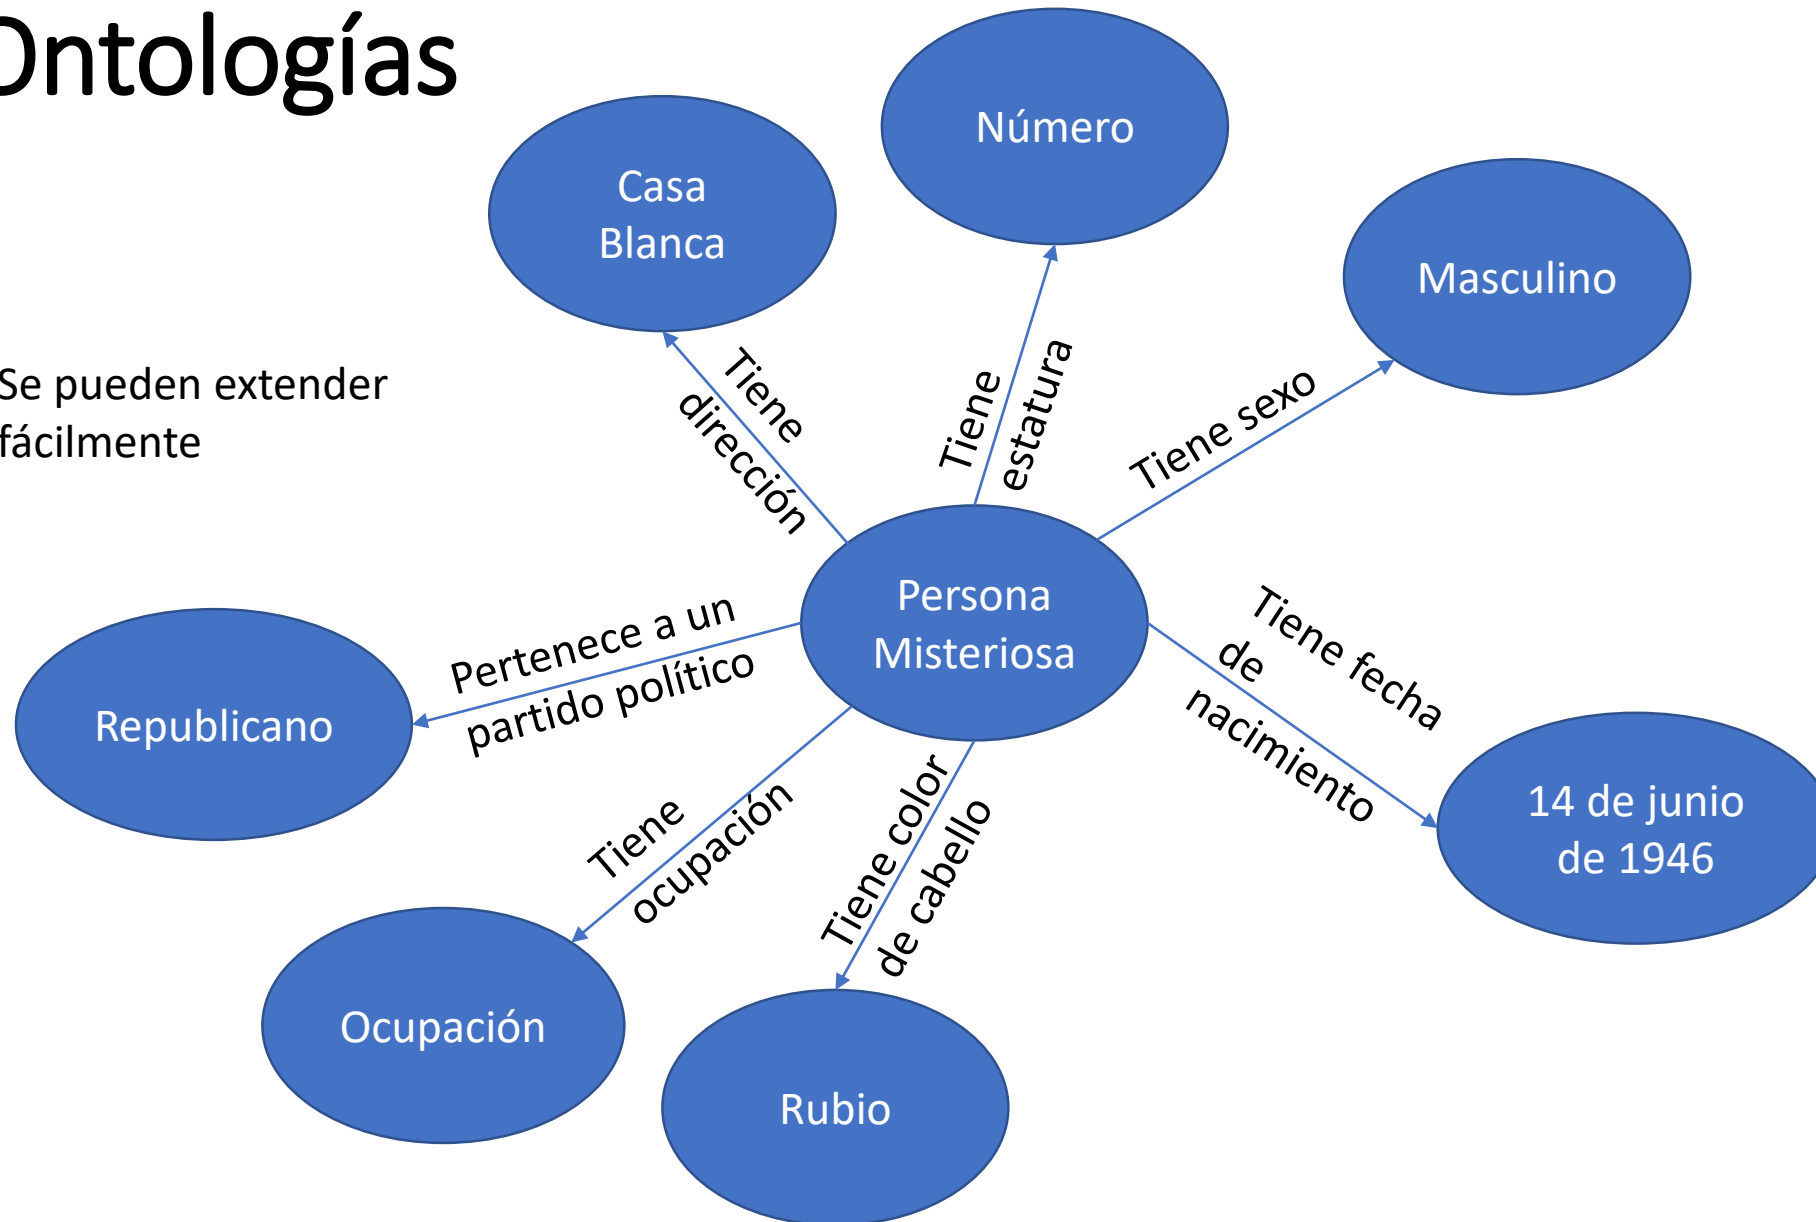 Ontologías
Número
Casa
Blanca
Masculino
Se pueden extender
fácilmente
Tiene
dirección
Tiene
estatura
Tiene sexo
Persona
Misteriosa
Pertenece a un
partido político
Republicano
Tiene fecha
de
nacimiento
14 de junio
de 1946
Tiene
ocupación
Tiene color
de cabello
Ocupación
Rubio